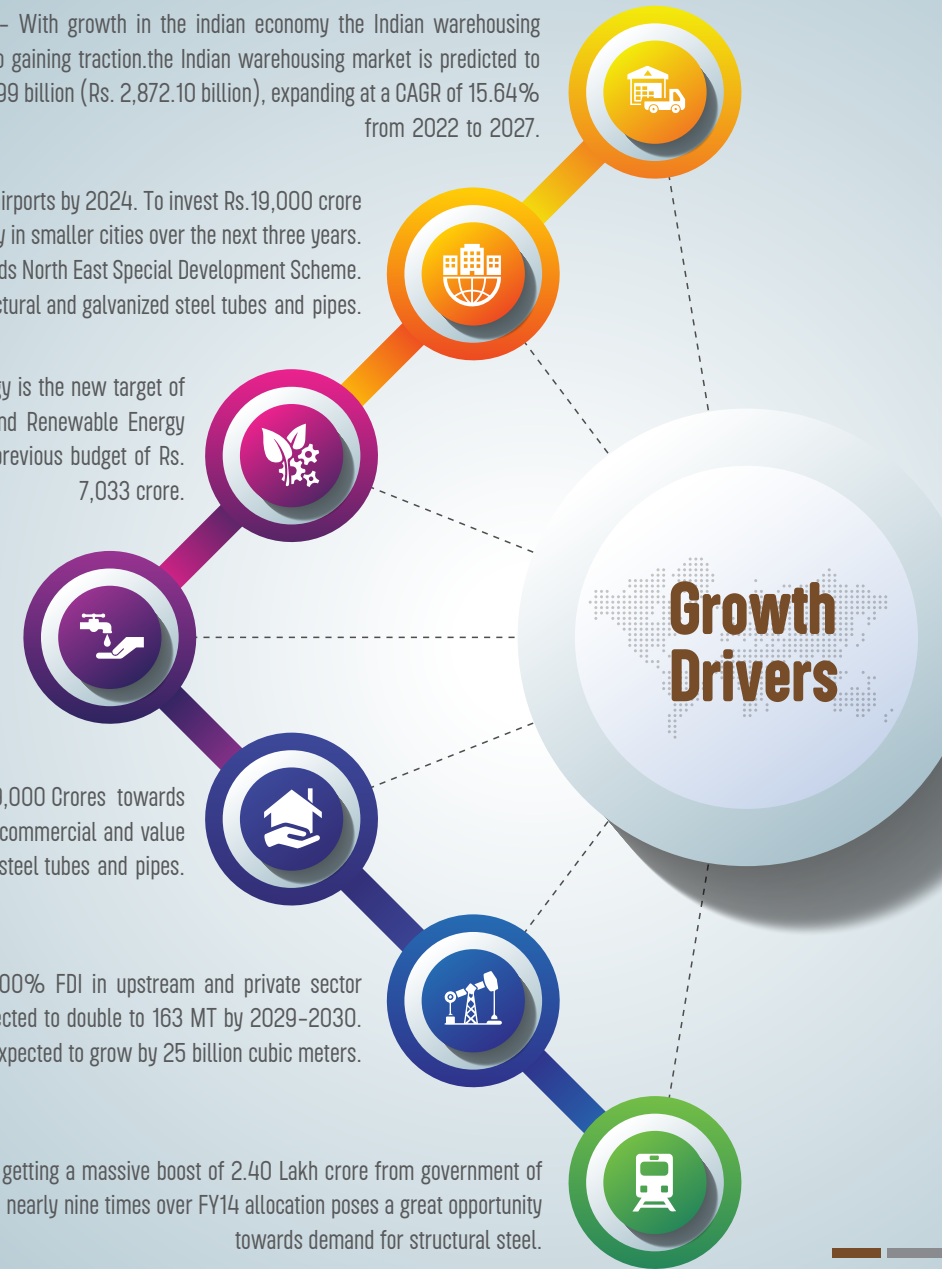 – With growth in the indian economy the Indian warehousing
gaining traction.the Indian warehousing market is predicted to
99 billion (Rs. 2,872.10 billion), expanding at a CAGR of 15.64%
from 2022 to 2027.
airports by 2024. To invest Rs.19,000 crore
in smaller cities over the next three years.
North East Special Development Scheme.
and galvanized steel tubes and pipes.
is the new target of
Renewable Energy
previous budget of Rs.
7,033 crore.
Growth
Drivers
0,000 Crores towards
commercial and value
steel tubes and pipes.
00% FDI in upstream and private sector
to double to 163 MT by 2029-2030.
expected to grow by 25 billion cubic meters.
getting a massive boost of 2.40 Lakh crore from government of
nearly nine times over FY14 allocation poses a great opportunity
towards demand for structural steel.